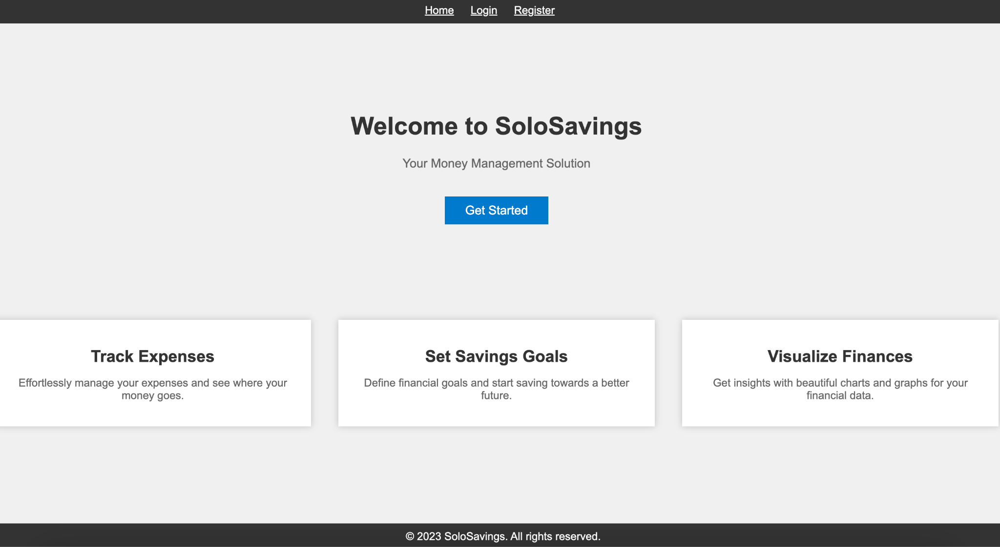 Home Login Register
Welcome to SoloSavings
Your Money Management Solution
Get Started
Track Expenses
Effortlessly manage your expenses and see where your
money goes.
Set Savings Goals
Define financial goals and start saving towards a better
future.
Visualize Finances
Get insights with beautiful charts and graphs for your
financial data.
© 2023 SoloSavings. All rights reserved.